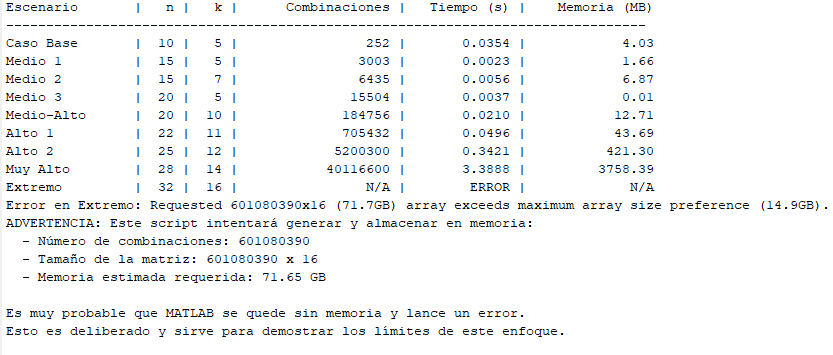 Escenario       |   n |   k |      Combinaciones |   Tiempo (s) |    Memoria (MB)
--------------------------------------------------------------------------------
Caso Base       |  10 |   5 |                252 |       0.0354 |            4.03
Medio 1         |  15 |   5 |               3003 |       0.0023 |            1.66
Medio 2         |  15 |   7 |               6435 |       0.0056 |            6.87
Medio 3         |  20 |   5 |              15504 |       0.0037 |            0.01
Medio-Alto      |  20 |  10 |             184756 |       0.0210 |           12.71
Alto 1          |  22 |  11 |             705432 |       0.0496 |           43.69
Alto 2          |  25 |  12 |            5200300 |       0.3421 |          421.30
Muy Alto        |  28 |  14 |           40116600 |       3.3888 |         3758.39
Extremo         |  32 |  16 |                N/A |        ERROR |             N/A
Error en Extremo: Requested 601080390x16 (71.7GB) array exceeds maximum array size preference (14.9GB).
ADVERTENCIA: Este script intentará generar y almacenar en memoria:
  - Número de combinaciones: 601080390
  - Tamaño de la matriz: 601080390 x 16
  - Memoria estimada requerida: 71.65 GB

Es muy probable que MATLAB se quede sin memoria y lance un error.
Esto es deliberado y sirve para demostrar los límites de este enfoque.